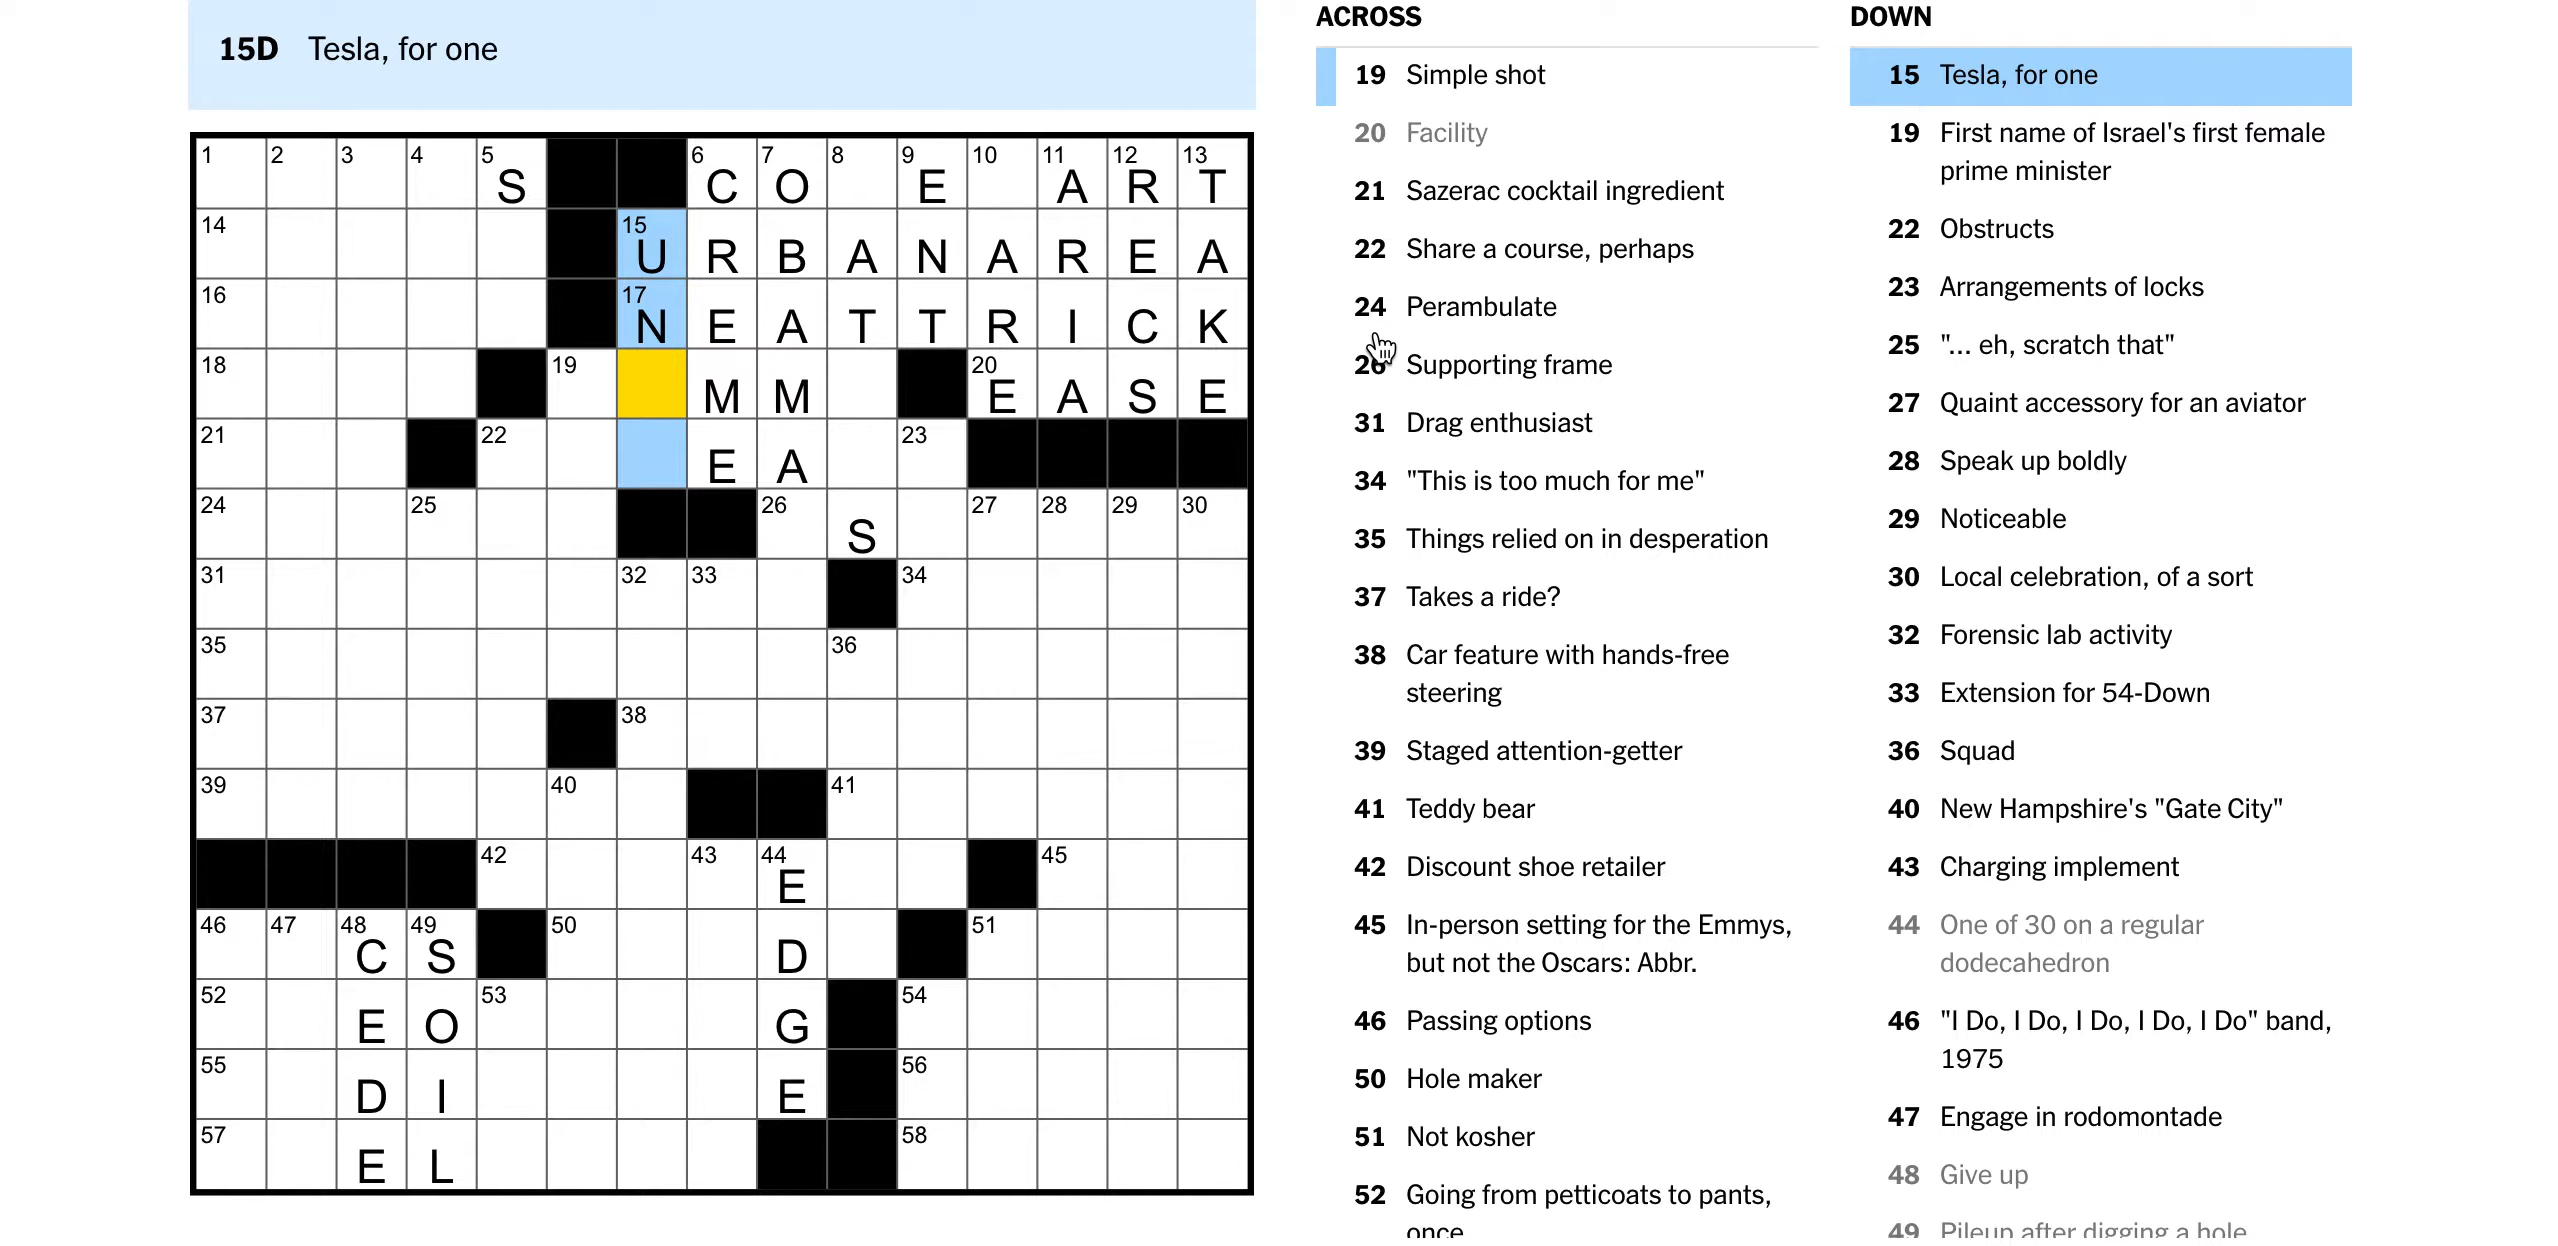 15D Tesla, for one
1 2 3 4 5 S 6 C 7 O 8 9 E 10 11 A 12 R 13 T
14 15 U R B A N A R E A
16 17 N E A T T R I C K
18 19 M M 20 E A S E
21 22 E A 23
24 25 26 S 27 28 29 30
31 32 33 34
35 36
37 38
39 40 41
42 43 44 E 45
46 47 48 C 49 S 50 D 51
52 E O 53 G 54
55 D I E 56
57 E L 58
ACROSS
19 Simple shot
20 Facility
21 Sazerac cocktail ingredient
22 Share a course, perhaps
24 Perambulate
26 Supporting frame
31 Drag enthusiast
34 "This is too much for me"
35 Things relied on in desperation
37 Takes a ride?
38 Car feature with hands-free
steering
39 Staged attention-getter
41 Teddy bear
42 Discount shoe retailer
45 In-person setting for the Emmys,
but not the Oscars: Abbr.
46 Passing options
50 Hole maker
51 Not kosher
52 Going from petticoats to pants,
once
DOWN
15 Tesla, for one
19 First name of Israel's first female
prime minister
22 Obstructs
23 Arrangements of locks
25 "... eh, scratch that"
27 Quaint accessory for an aviator
28 Speak up boldly
29 Noticeable
30 Local celebration, of a sort
32 Forensic lab activity
33 Extension for 54-Down
36 Squad
40 New Hampshire's "Gate City"
43 Charging implement
44 One of 30 on a regular
dodecahedron
46 "I Do, I Do, I Do, I Do, I Do" band,
1975
47 Engage in rodomontade
48 Give up
49 Pileup after digging a hole